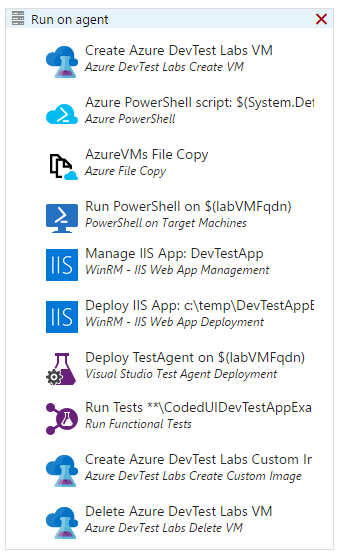 Run on agent
Create Azure DevTest Labs VM
Azure DevTest Labs Create VM
Azure PowerShell script: $(System.Def
Azure PowerShell
AzureVMs File Copy
Azure File Copy
Run PowerShell on $(labVMFqdn)
PowerShell on Target Machines
IIS
Manage IIS App: DevTestApp
WinRM - IIS Web App Management
IIS
Deploy IIS App: c:\temp\DevTestAppE
WinRM - IIS Web App Deployment
Deploy TestAgent on $(labVMFqdn)
Visual Studio Test Agent Deployment
Run Tests **\CodedUIDevTestAppExa
Run Functional Tests
Create Azure DevTest Labs Custom Im
Azure DevTest Labs Create Custom Image
Delete Azure DevTest Labs VM
Azure DevTest Labs Delete VM